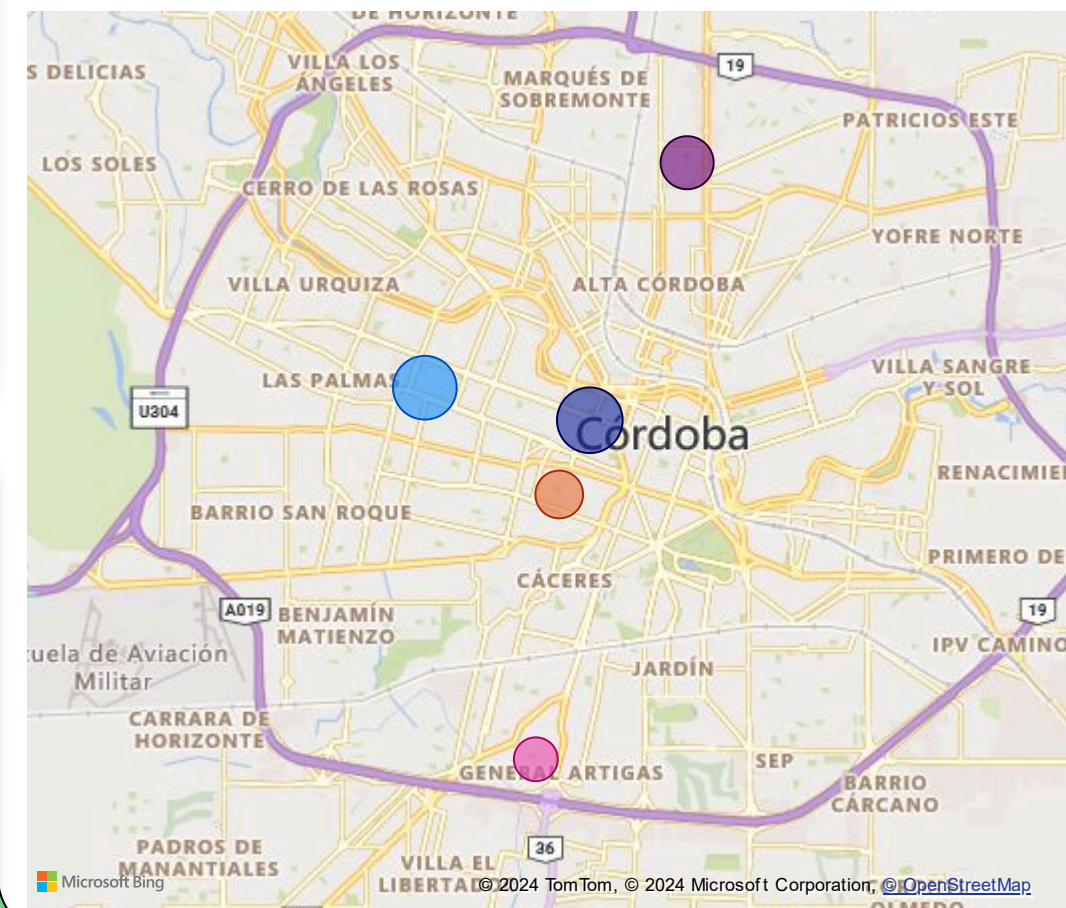 DE HORIZONTE
VILLA LOS
ÁNGELES
19
S DELICIAS
MARQUÉS DE
SOBREMONTE
PATRICIOS ESTE
LOS SOLES
CERRO DE LAS ROSAS
YOFRE NORTE
VILLA URQUIZA
ALTA CÓRDOBA
VILLA SANGRE
Y SOL
LAS PALMAS
U304
Córdoba
RENACIMIE
BARRIO SAN ROQUE
PRIMERO DE
CÁCERES
A019
BENJAMÍN
MATIENZO
19
IPV CAMINO
cuela de Aviación
Militar
JARDÍN
CARRARA DE
HORIZONTE
GENERAL ARTIGAS
SEP
BARRIO
CÁRCANO
36
PADROS DE
MANANTIALES
VILLA EL
LIBERTADO
Microsoft Bing
© 2024 TomTom, © 2024 Microsoft Corporation, © OpenStreetMap
OLMEDO